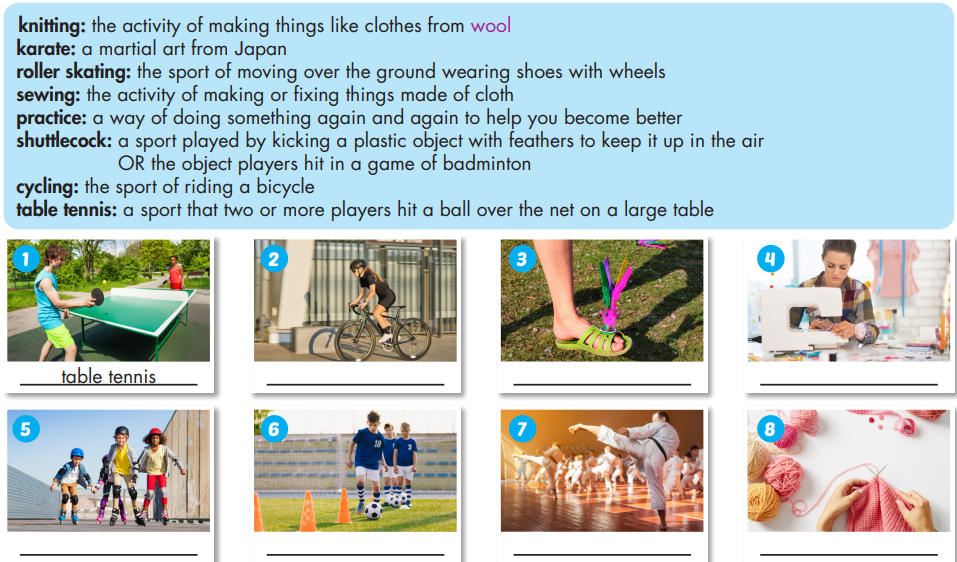 knitting: the activity of making things like clothes from wool
karate: a martial art from Japan
roller skating: the sport of moving over the ground wearing shoes with wheels
sewing: the activity of making or fixing things made of cloth
practice: a way of doing something again and again to help you become better
shuttlecock: a sport played by kicking a plastic object with feathers to keep it up in the air
OR the object players hit in a game of badminton
cycling: the sport of riding a bicycle
table tennis: a sport that two or more players hit a ball over the net on a large table
1 2 3 4
table tennis
5 6 7 8
10 3